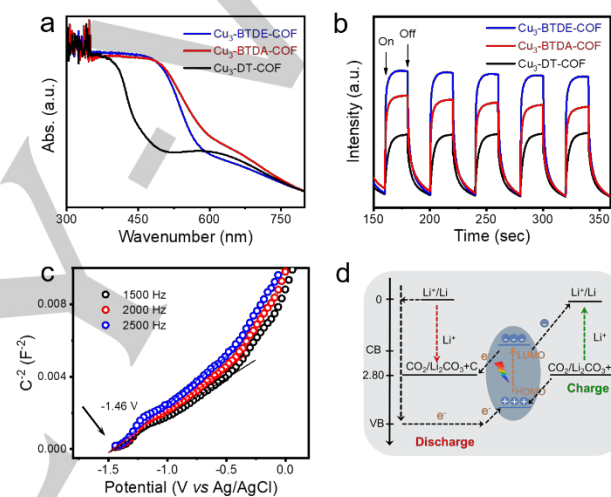 a
Cu₃-BTDE-COF
Cu₃-BTDA-COF
Cu₃-DT-COF
Abs. (a.u.)
300 450 600 750
Wavenumber (nm)
b
On Off
Cu₃-BTDE-COF
Cu₃-BTDA-COF
Cu₃-DT-COF
Intensity (a.u.)
150 200 250 300 350
Time (sec)
c
1500 Hz
2000 Hz
2500 Hz
C⁻² (F⁻²)
0.008
0.004
0.000
-1.46 V
-1.5 -1.0 -0.5 0.0
Potential (V vs Ag/AgCl)
d
0
CB
2.80
VB
Li⁺/Li
Li⁺
CO₂/Li₂CO₃+C
e⁻
e⁻
e⁻
Discharge
LUMO
HOMO
Li⁺/Li
Li⁺
CO₂/Li₂CO₃+
Charge